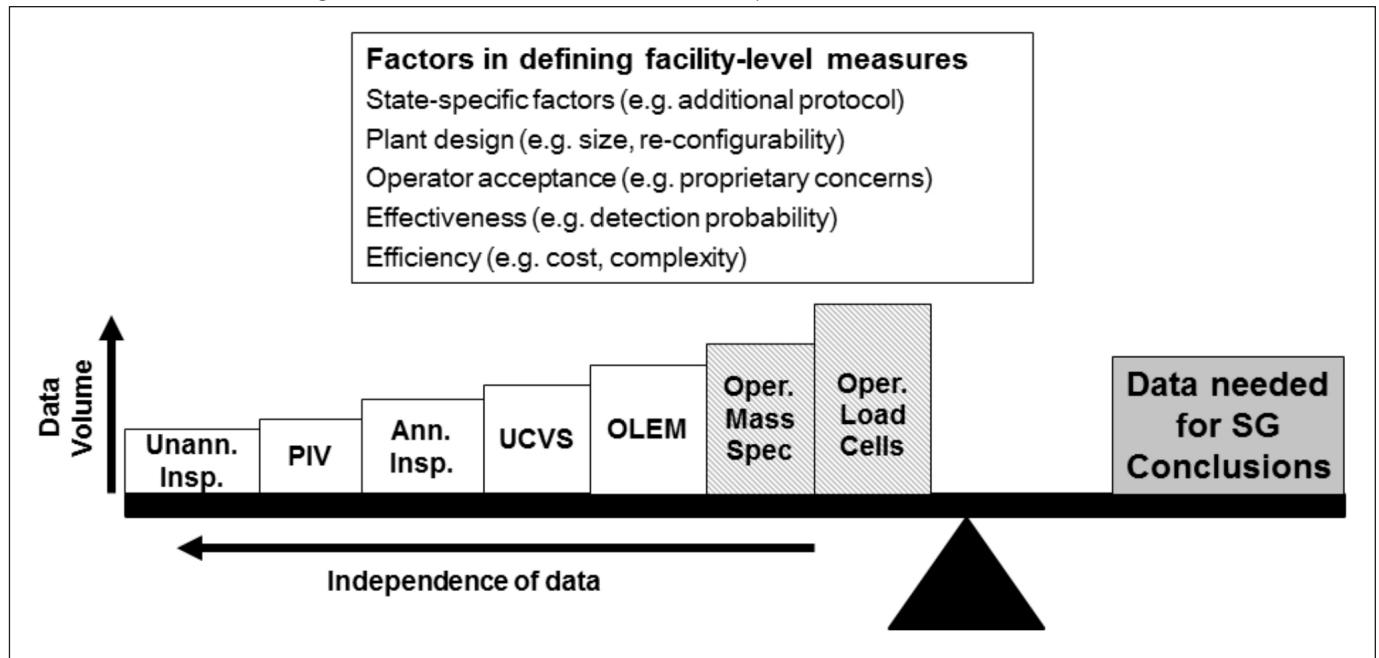 Factors in defining facility-level measures
State-specific factors (e.g. additional protocol)
Plant design (e.g. size, re-configurability)
Operator acceptance (e.g. proprietary concerns)
Effectiveness (e.g. detection probability)
Efficiency (e.g. cost, complexity)
Data
Volume
Unann.
Insp.
PIV
Ann.
Insp.
UCVS
OLEM
Oper.
Mass
Spec
Oper.
Load
Cells
Data needed
for SG
Conclusions
Independence of data